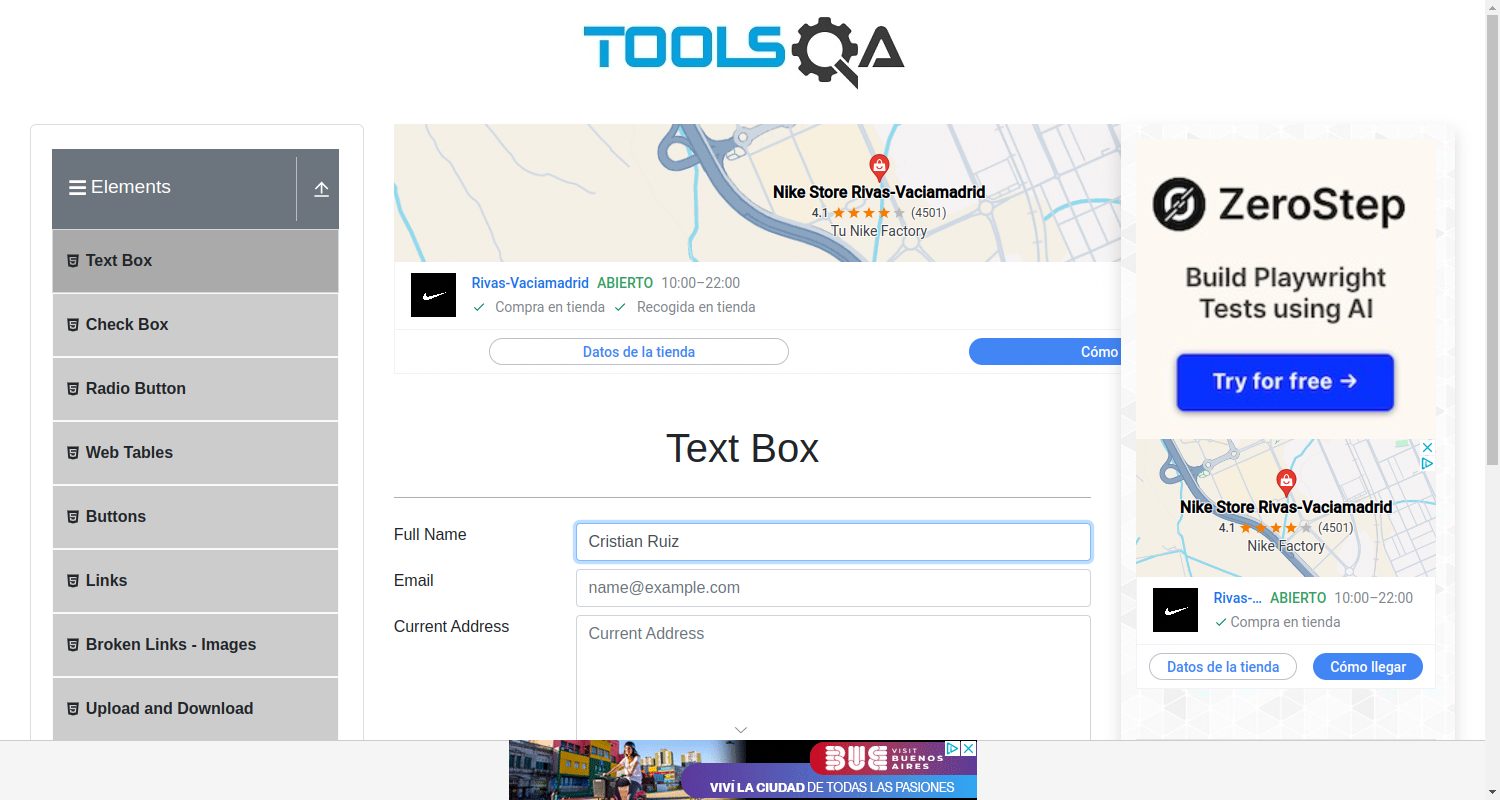 TOOLSQA
Elements
Text Box
Check Box
Radio Button
Web Tables
Buttons
Links
Broken Links - Images
Upload and Download
Nike Store Rivas-Vaciamadrid
4.1 (4501)
Tu Nike Factory
Rivas-Vaciamadrid ABIERTO 10:00–22:00
Compra en tienda Recogida en tienda
Datos de la tienda
Cómo
Text Box
Full Name
Cristian Ruiz
Email
name@example.com
Current Address
Current Address
ZeroStep
Build Playwright
Tests using AI
Try for free →
Nike Store Rivas-Vaciamadrid
4.1 (4501)
Nike Factory
Rivas-... ABIERTO 10:00–22:00
Compra en tienda
Datos de la tienda
Cómo llegar
BUE VISIT
BUENOS
AIRES
VIVÍ LA CIUDAD DE TODAS LAS PASIONES